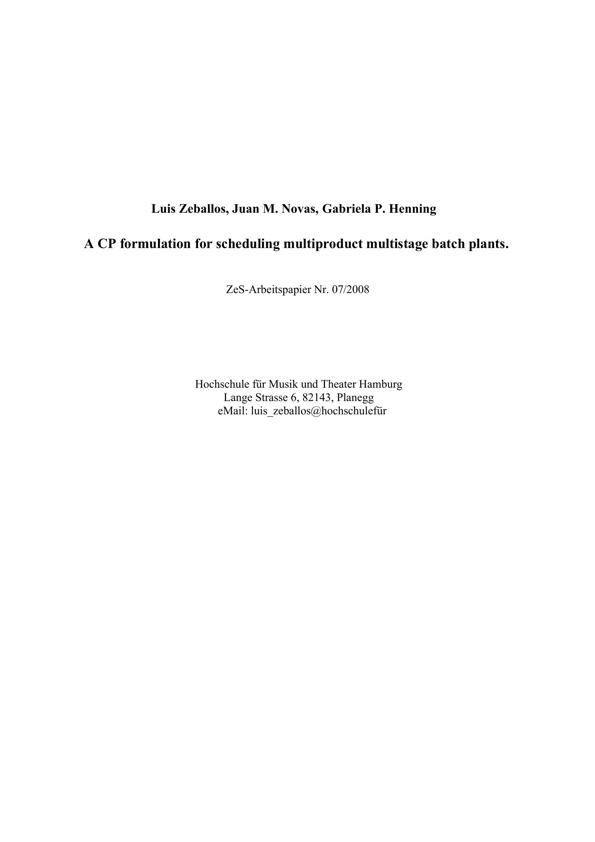 Luis Zeballos, Juan M. Novas, Gabriela P. Henning
A CP formulation for scheduling multiproduct multistage batch plants.
ZeS-Arbeitspapier Nr. 07/2008
Hochschule für Musik und Theater Hamburg
Lange Strasse 6, 82143, Planegg
eMail: luis_zeballos@hochschulefür